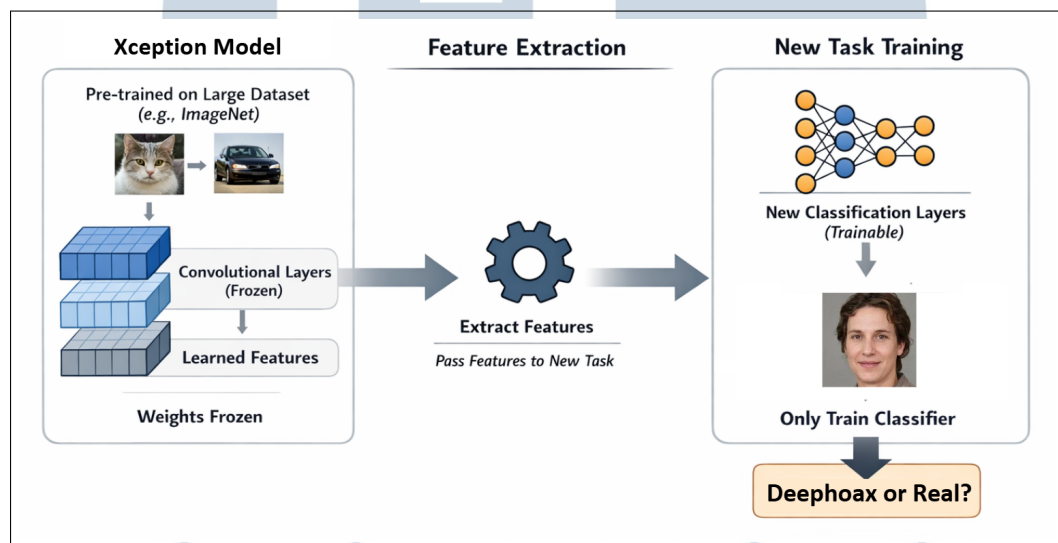 Xception Model
Pre-trained on Large Dataset
(e.g., ImageNet)
Convolutional Layers
(Frozen)
Learned Features
Weights Frozen
Feature Extraction
Extract Features
Pass Features to New Task
New Task Training
New Classification Layers
(Trainable)
Only Train Classifier
Deephoax or Real?